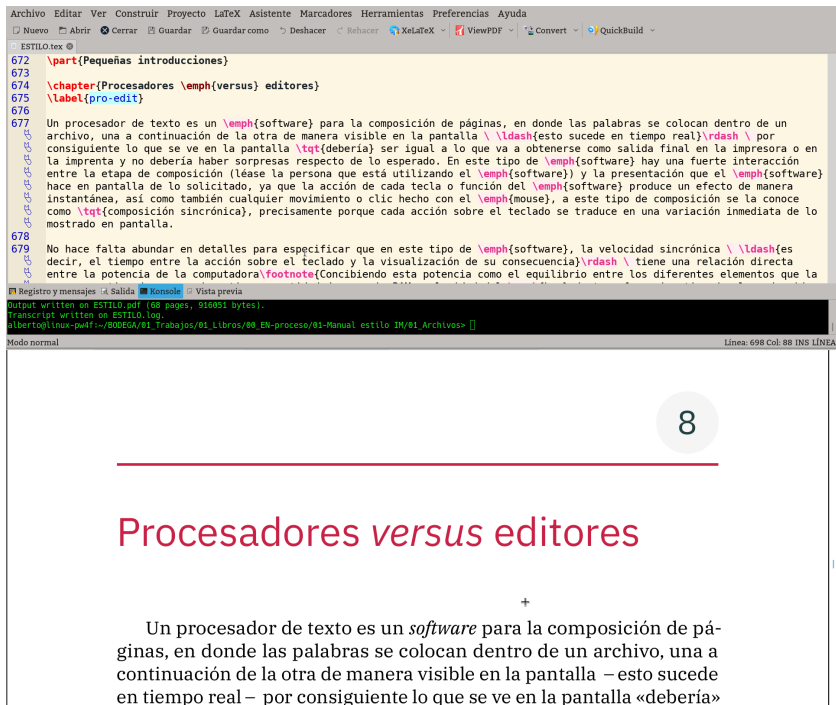 Archivo Editar Ver Construir Proyecto LaTeX Asistente Marcadores Herramientas Preferencias Ayuda
Nuevo Abrir Cerrar Guardar Guardar como Deshacer Rehacer XeLaTeX ViewPDF Convert QuickBuild
ESTILO.tex
672 \part{Pequeñas introducciones}
673
674 \chapter{Procesadores \emph{versus} editores}
675 \label{pro-edit}
676
677 Un procesador de texto es un \emph{software} para la composición de páginas, en donde las palabras se colocan dentro de un
archivo, una a continuación de la otra de manera visible en la pantalla \ \ldash{esto sucede en tiempo real}\rdash \ por
consiguiente lo que se ve en la pantalla \tqt{debería} ser igual a lo que va a obtenerse como salida final en la impresora o en
la imprenta y no debería haber sorpresas respecto de lo esperado. En este tipo de \emph{software} hay una fuerte interacción
entre la etapa de composición (léase la persona que está utilizando el \emph{software}) y la presentación que el \emph{software}
hace en pantalla de lo solicitado, ya que la acción de cada tecla o función del \emph{software} produce un efecto de manera
instantánea, así como también cualquier movimiento o clic hecho con el \emph{mouse}, a este tipo de composición se la conoce
como \tqt{composición sincrónica}, precisamente porque cada acción sobre el teclado se traduce en una variación inmediata de lo
mostrado en pantalla.
678
679 No hace falta abundar en detalles para especificar que en este tipo de \emph{software}, la velocidad sincrónica \ \ldash{es
decir, el tiempo entre la acción sobre el teclado y la visualización de su consecuencia}\rdash \ tiene una relación directa
entre la potencia de la computadora\footnote{Concibiendo esta potencia como el equilibrio entre los diferentes elementos que la
Registro y mensajes Salida Konsole Vista previa
Output written on ESTILO.pdf (68 pages, 916051 bytes).
Transcript written on ESTILO.log.
alberto@linux-pw4f:~/BODEGA/01_Trabajos/01_Libros/00_EN-proceso/01-Manual estilo IM/01_Archivos>
Modo normal Línea: 698 Col: 88 INS LÍNEA
8
Procesadores versus editores
Un procesador de texto es un software para la composición de pá-
ginas, en donde las palabras se colocan dentro de un archivo, una a
continuación de la otra de manera visible en la pantalla – esto sucede
en tiempo real – por consiguiente lo que se ve en la pantalla «debería»